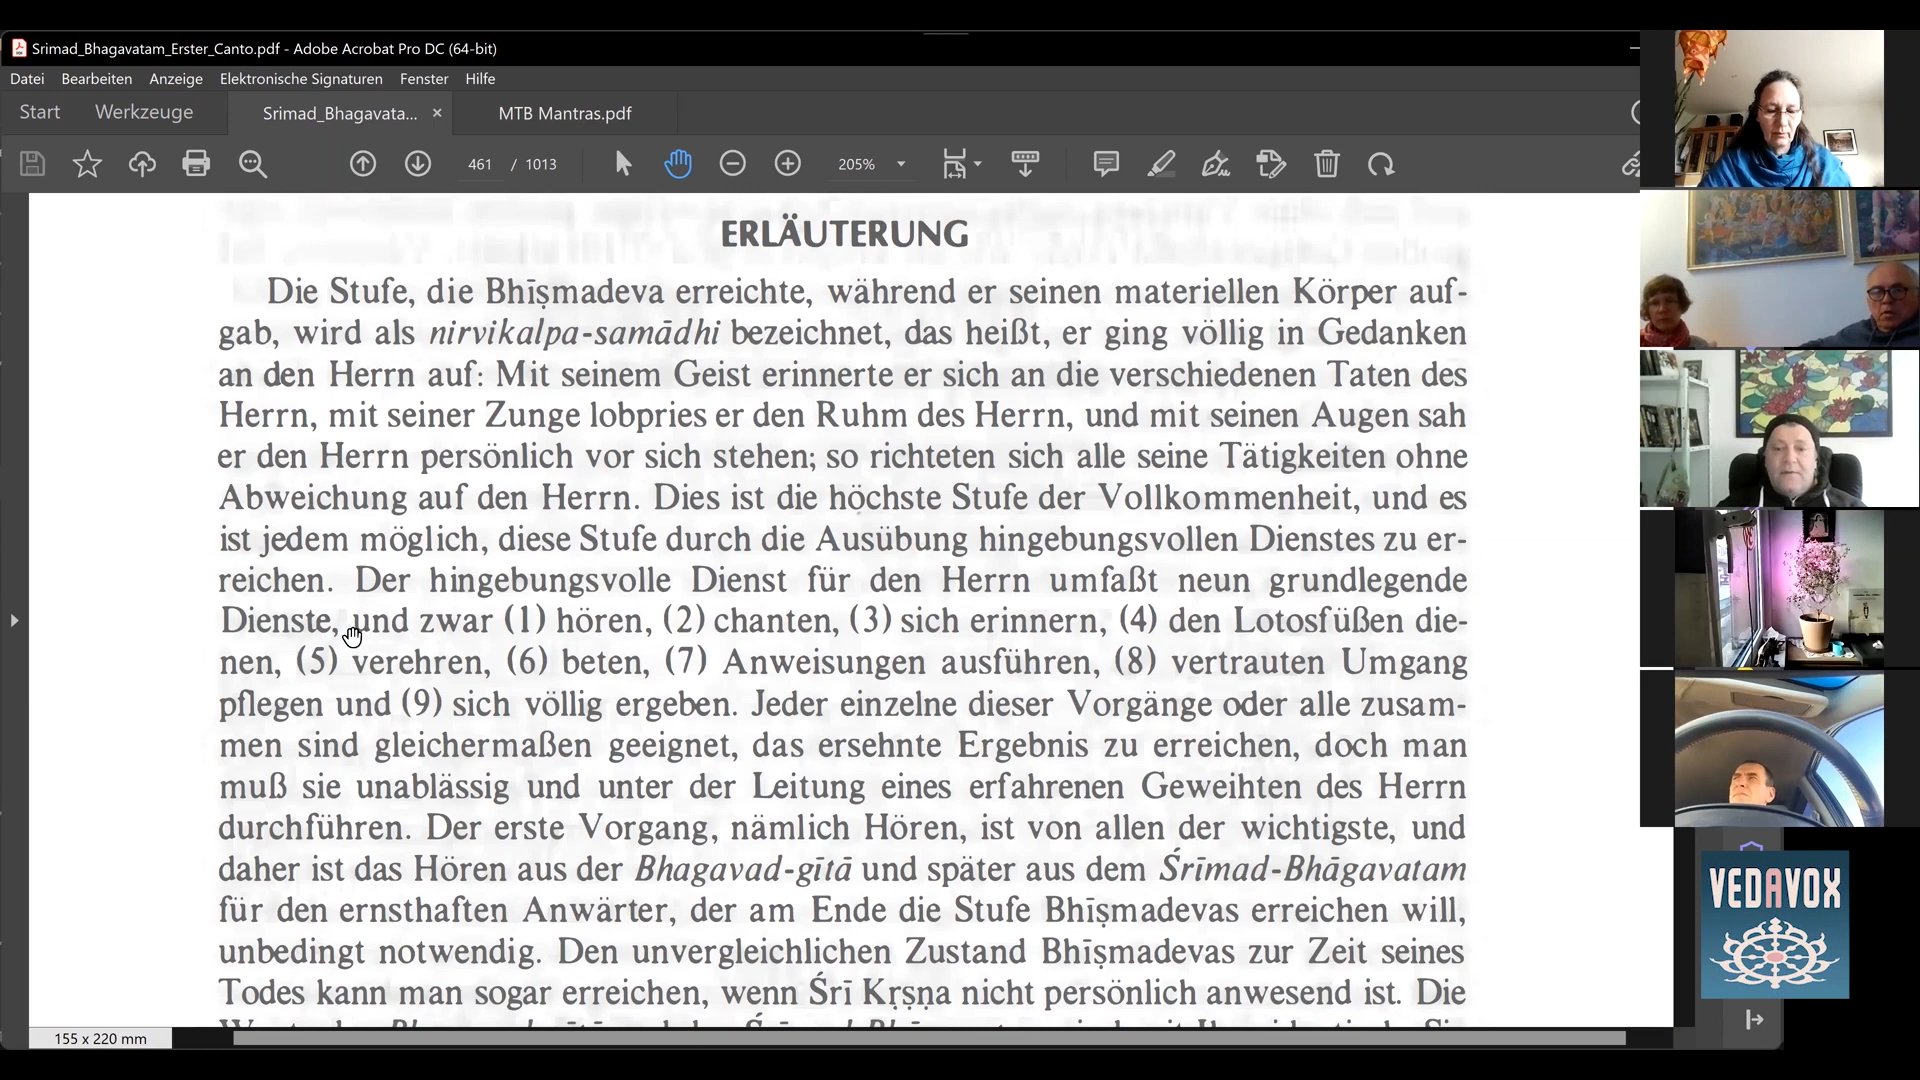 Srimad_Bhagavatam_Erster_Canto.pdf - Adobe Acrobat Pro DC (64-bit)
Datei Bearbeiten Anzeige Elektronische Signaturen Fenster Hilfe
Start Werkzeuge Srimad_Bhagavata... × MTB Mantras.pdf
461 / 1013 205%
ERLÄUTERUNG
Die Stufe, die Bhīṣmadeva erreichte, während er seinen materiellen Körper auf-
gab, wird als nirvikalpa-samādhi bezeichnet, das heißt, er ging völlig in Gedanken
an den Herrn auf: Mit seinem Geist erinnerte er sich an die verschiedenen Taten des
Herrn, mit seiner Zunge lobpries er den Ruhm des Herrn, und mit seinen Augen sah
er den Herrn persönlich vor sich stehen; so richteten sich alle seine Tätigkeiten ohne
Abweichung auf den Herrn. Dies ist die höchste Stufe der Vollkommenheit, und es
ist jedem möglich, diese Stufe durch die Ausübung hingebungsvollen Dienstes zu er-
reichen. Der hingebungsvolle Dienst für den Herrn umfaßt neun grundlegende
Dienste, und zwar (1) hören, (2) chanten, (3) sich erinnern, (4) den Lotosfüßen die-
nen, (5) verehren, (6) beten, (7) Anweisungen ausführen, (8) vertrauten Umgang
pflegen und (9) sich völlig ergeben. Jeder einzelne dieser Vorgänge oder alle zusam-
men sind gleichermaßen geeignet, das ersehnte Ergebnis zu erreichen, doch man
muß sie unablässig und unter der Leitung eines erfahrenen Geweihten des Herrn
durchführen. Der erste Vorgang, nämlich Hören, ist von allen der wichtigste, und
daher ist das Hören aus der Bhagavad-gītā und später aus dem Śrīmad-Bhāgavatam
für den ernsthaften Anwärter, der am Ende die Stufe Bhīṣmadevas erreichen will,
unbedingt notwendig. Den unvergleichlichen Zustand Bhīṣmadevas zur Zeit seines
Todes kann man sogar erreichen, wenn Śrī Kṛṣṇa nicht persönlich anwesend ist. Die
155 x 220 mm
VEDAVOX